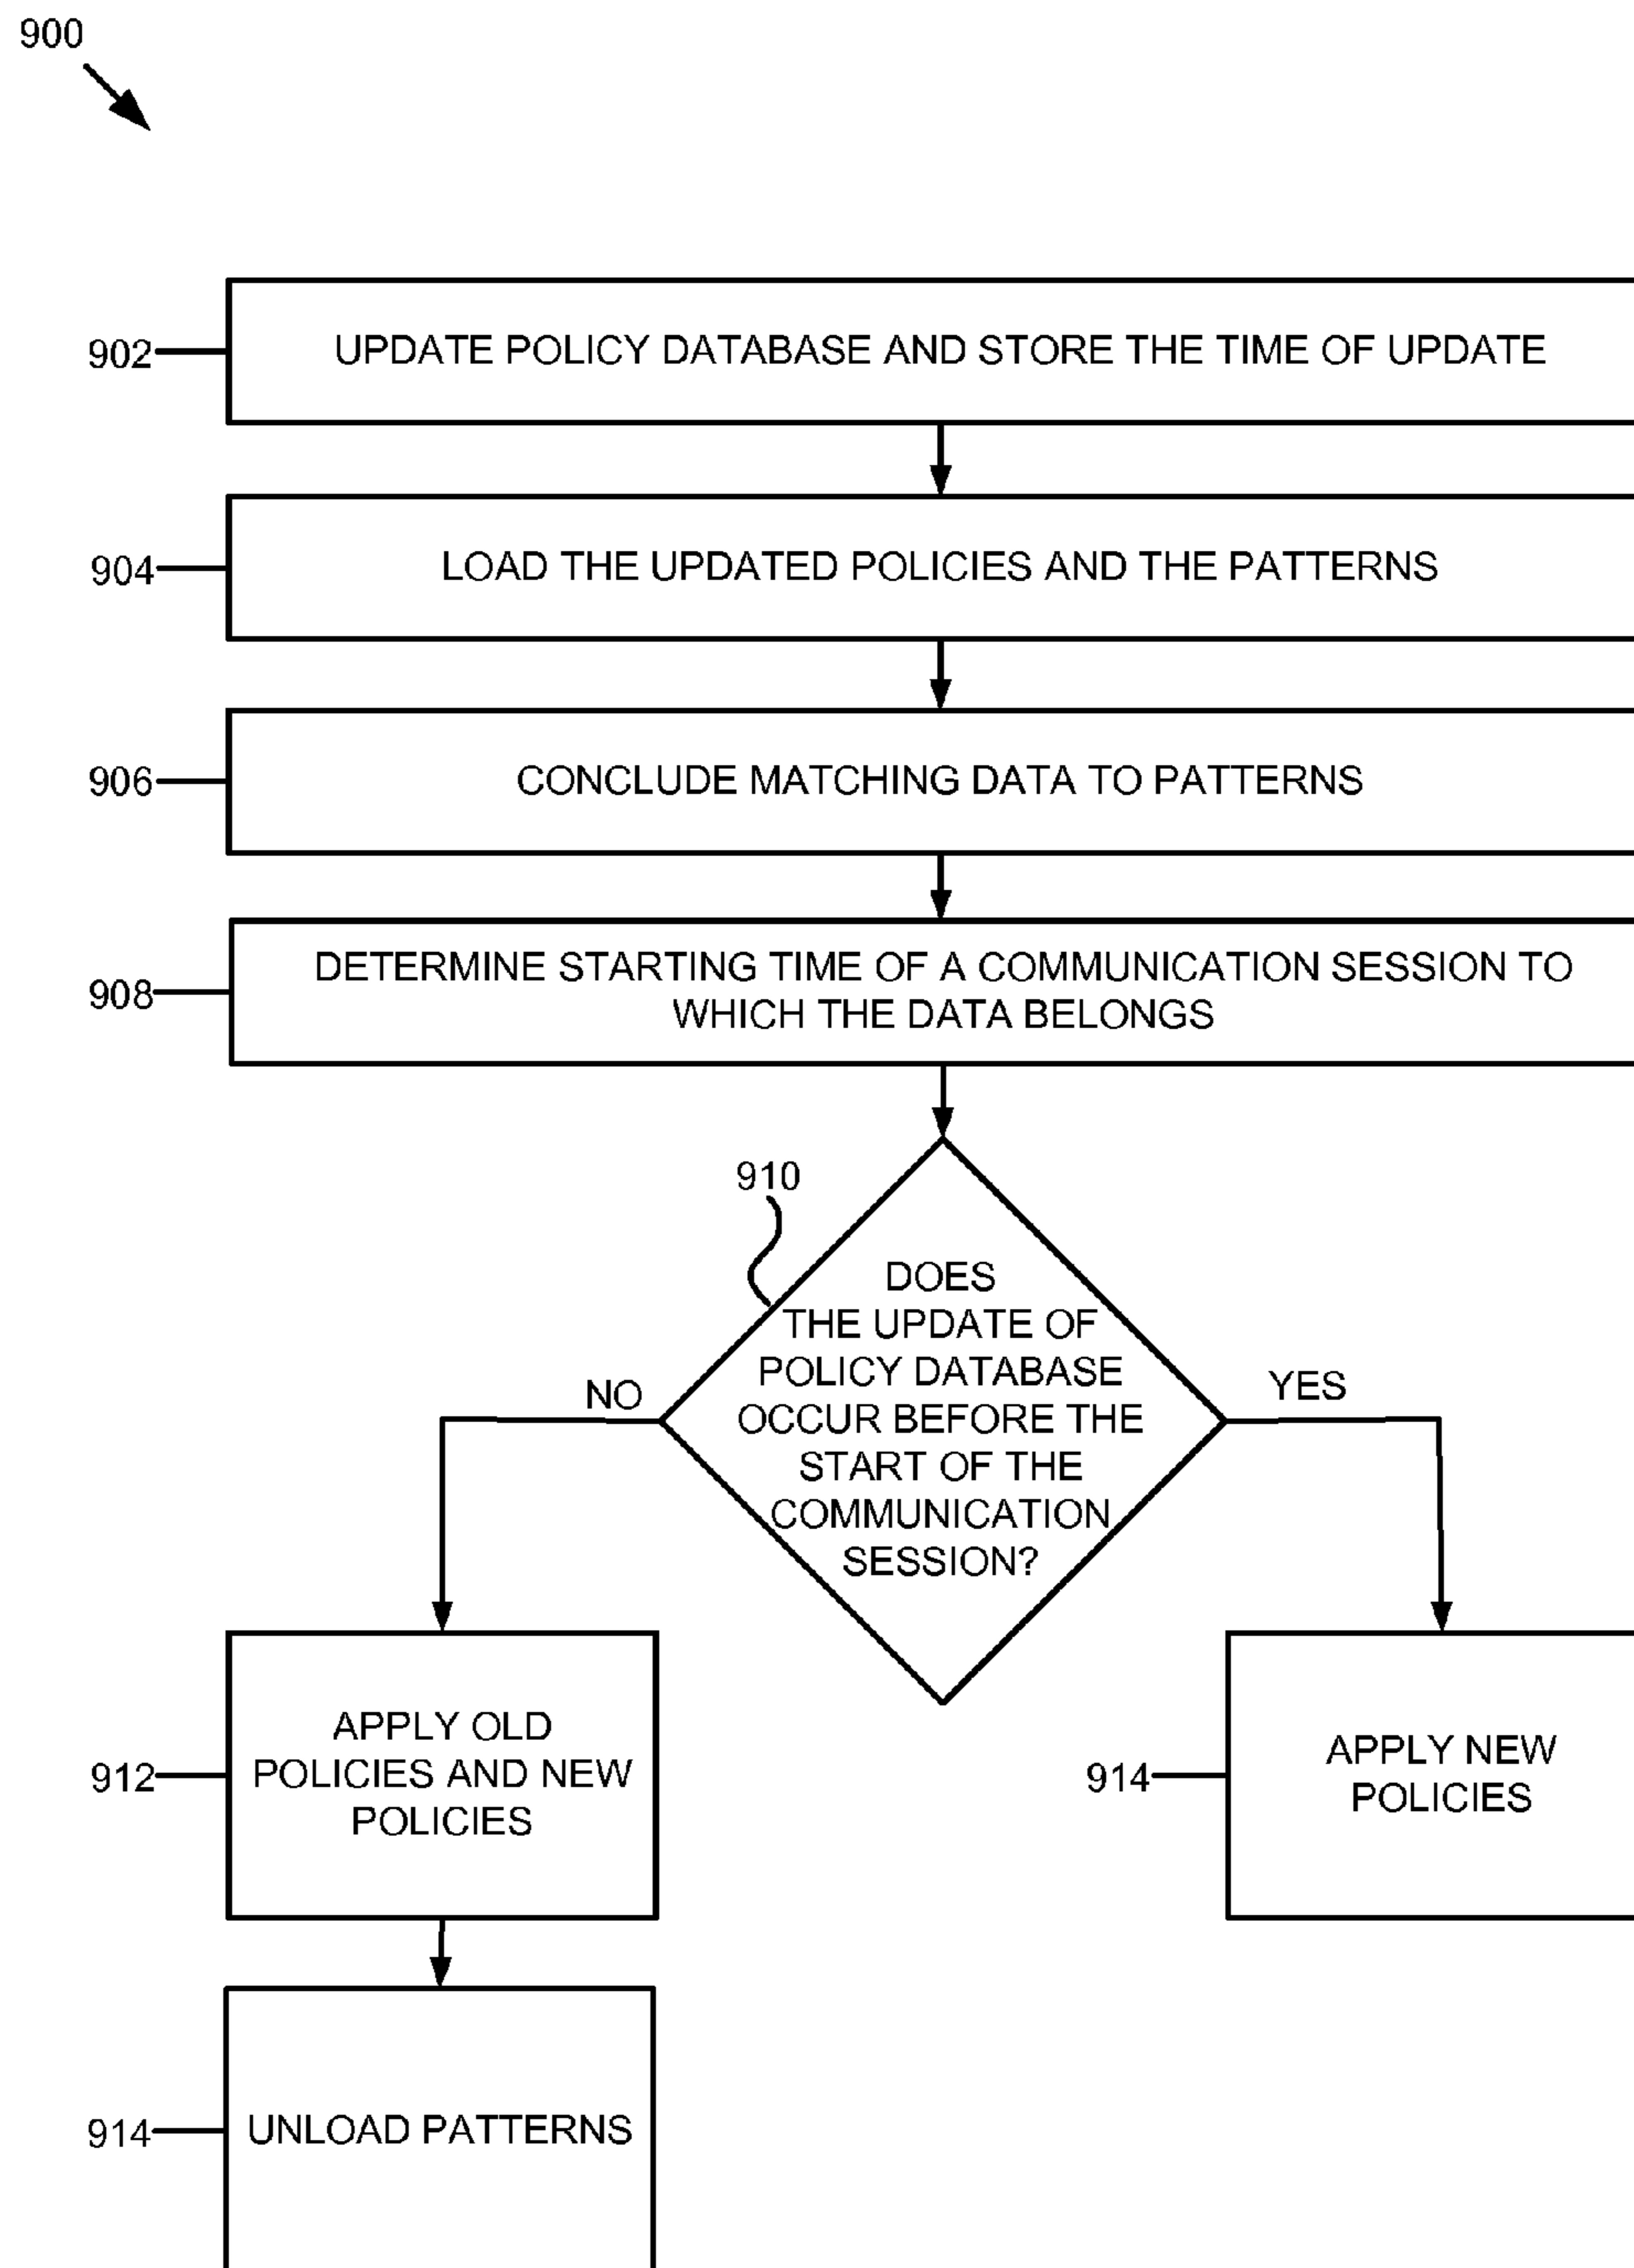 900
902
UPDATE POLICY DATABASE AND STORE THE TIME OF UPDATE
904
LOAD THE UPDATED POLICIES AND THE PATTERNS
906
CONCLUDE MATCHING DATA TO PATTERNS
908
DETERMINE STARTING TIME OF A COMMUNICATION SESSION TO
WHICH THE DATA BELONGS
910
DOES
THE UPDATE OF
POLICY DATABASE
OCCUR BEFORE THE
START OF THE
COMMUNICATION
SESSION?
NO
YES
912
APPLY OLD
POLICIES AND NEW
POLICIES
914
APPLY NEW
POLICIES
914
UNLOAD PATTERNS